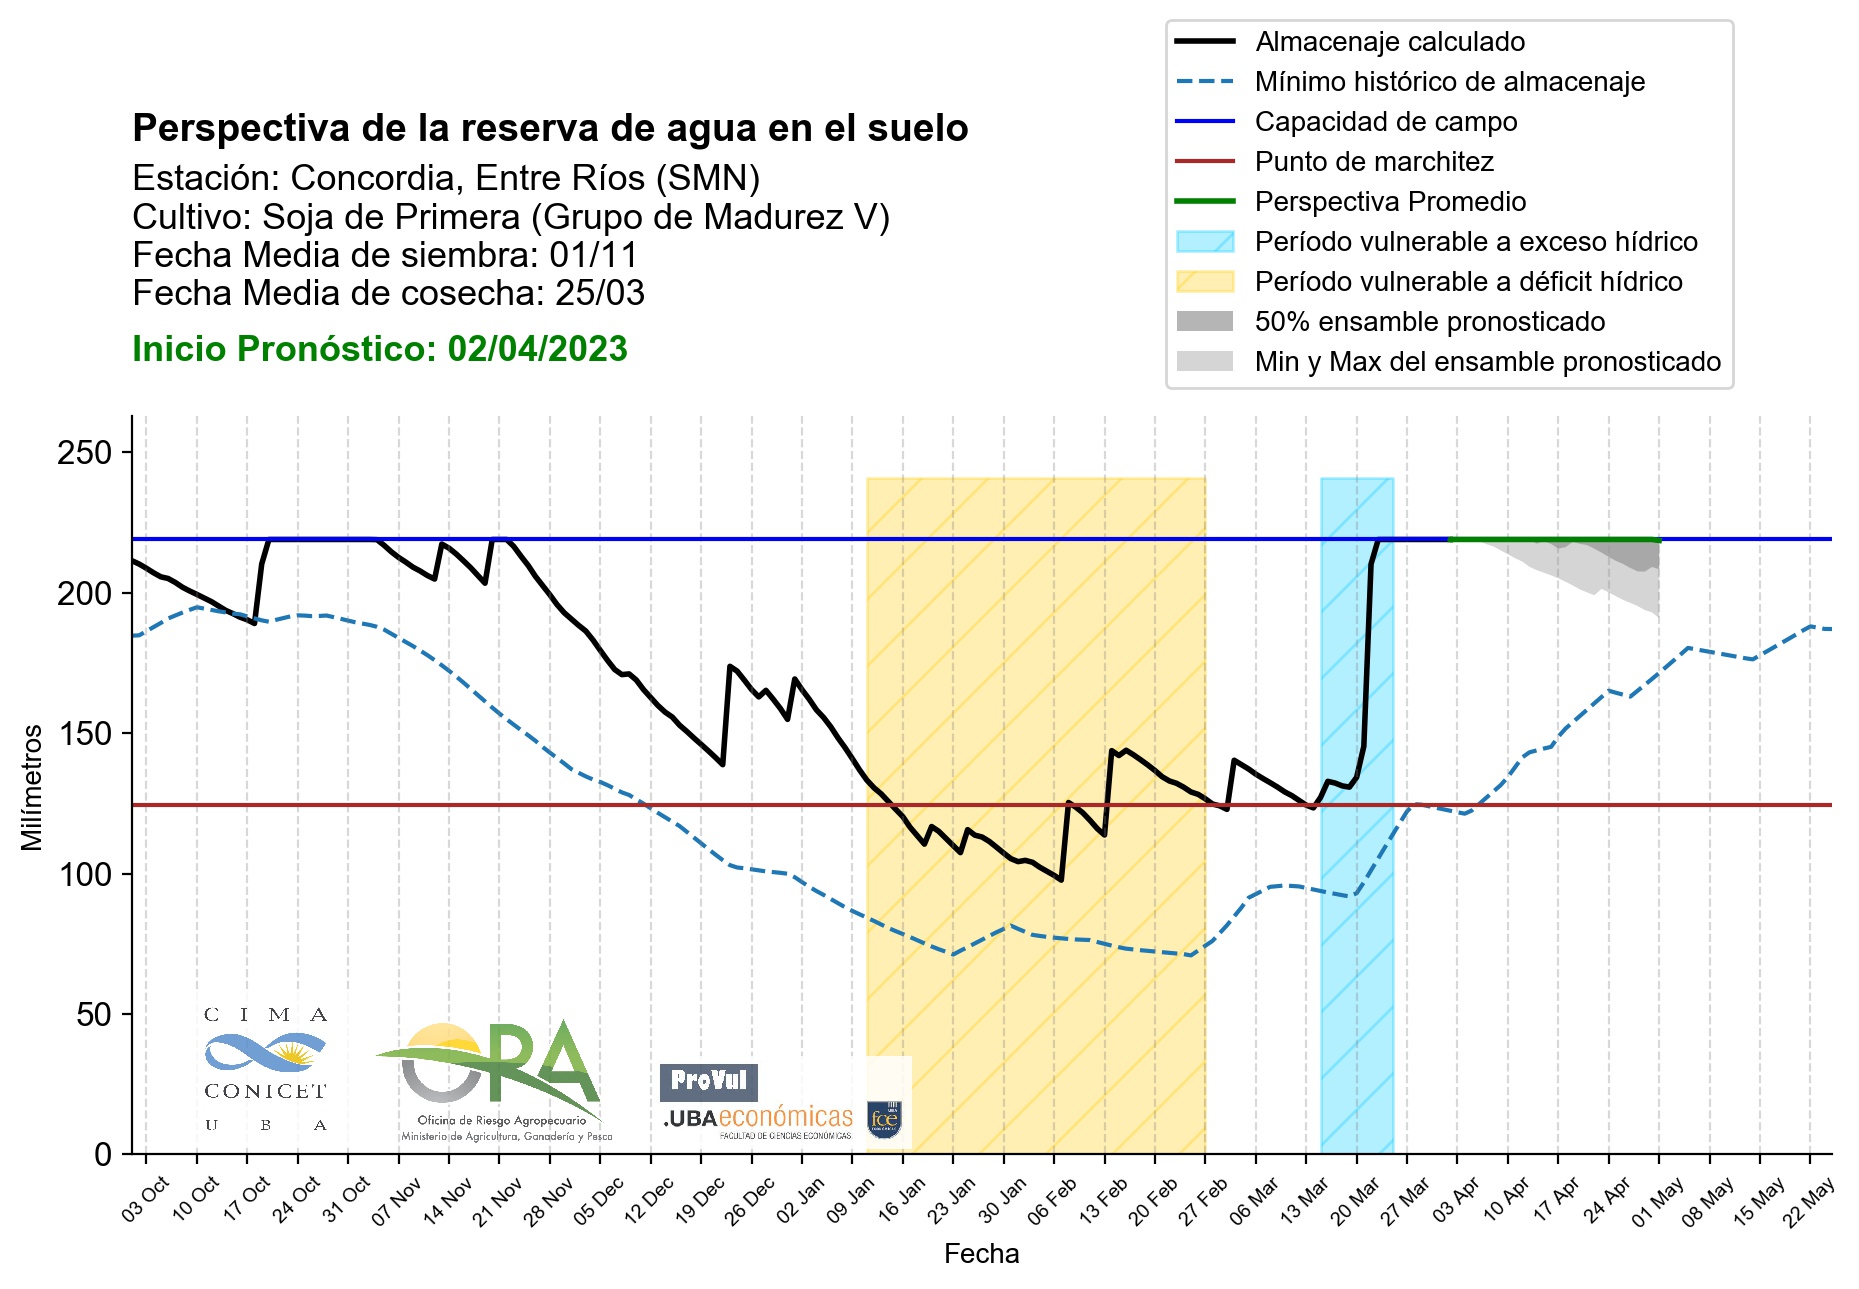 Almacenaje calculado
Mínimo histórico de almacenaje
Capacidad de campo
Punto de marchitez
Perspectiva Promedio
Período vulnerable a exceso hídrico
Período vulnerable a déficit hídrico
50% ensamble pronosticado
Min y Max del ensamble pronosticado
Perspectiva de la reserva de agua en el suelo
Estación: Concordia, Entre Ríos (SMN)
Cultivo: Soja de Primera (Grupo de Madurez V)
Fecha Media de siembra: 01/11
Fecha Media de cosecha: 25/03
Inicio Pronóstico: 02/04/2023
Milímetros
250
200
150
100
50
0
CIMA
CONICET
UBA
ORA
Oficina de Riesgo Agropecuario
Ministerio de Agricultura, Ganadería y Pesca
ProVul
.UBAeconómicas
FACULTAD DE CIENCIAS ECONÓMICAS
fce
03 Oct
10 Oct
17 Oct
24 Oct
31 Oct
07 Nov
14 Nov
21 Nov
28 Nov
05 Dec
12 Dec
19 Dec
26 Dec
02 Jan
09 Jan
16 Jan
23 Jan
30 Jan
06 Feb
13 Feb
20 Feb
27 Feb
06 Mar
13 Mar
20 Mar
27 Mar
03 Apr
10 Apr
17 Apr
24 Apr
01 May
08 May
15 May
22 May
Fecha